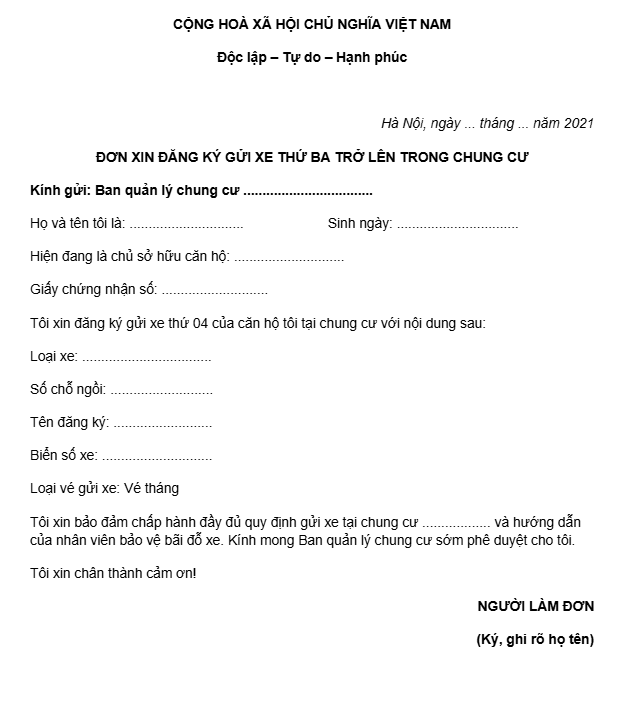 CỘNG HOÀ XÃ HỘI CHỦ NGHĨA VIỆT NAM
Độc lập – Tự do – Hạnh phúc
Hà Nội, ngày ... tháng ... năm 2021
ĐƠN XIN ĐĂNG KÝ GỬI XE THỨ BA TRỞ LÊN TRONG CHUNG CƯ
Kính gửi: Ban quản lý chung cư ..................................
Họ và tên tôi là: .............................. Sinh ngày: ................................
Hiện đang là chủ sở hữu căn hộ: .............................
Giấy chứng nhận số: ............................
Tôi xin đăng ký gửi xe thứ 04 của căn hộ tôi tại chung cư với nội dung sau:
Loại xe: ..................................
Số chỗ ngồi: ...........................
Tên đăng ký: ..........................
Biển số xe: .............................
Loại vé gửi xe: Vé tháng
Tôi xin bảo đảm chấp hành đầy đủ quy định gửi xe tại chung cư .................. và hướng dẫn
của nhân viên bảo vệ bãi đỗ xe. Kính mong Ban quản lý chung cư sớm phê duyệt cho tôi.
Tôi xin chân thành cảm ơn!
NGƯỜI LÀM ĐƠN
(Ký, ghi rõ họ tên)